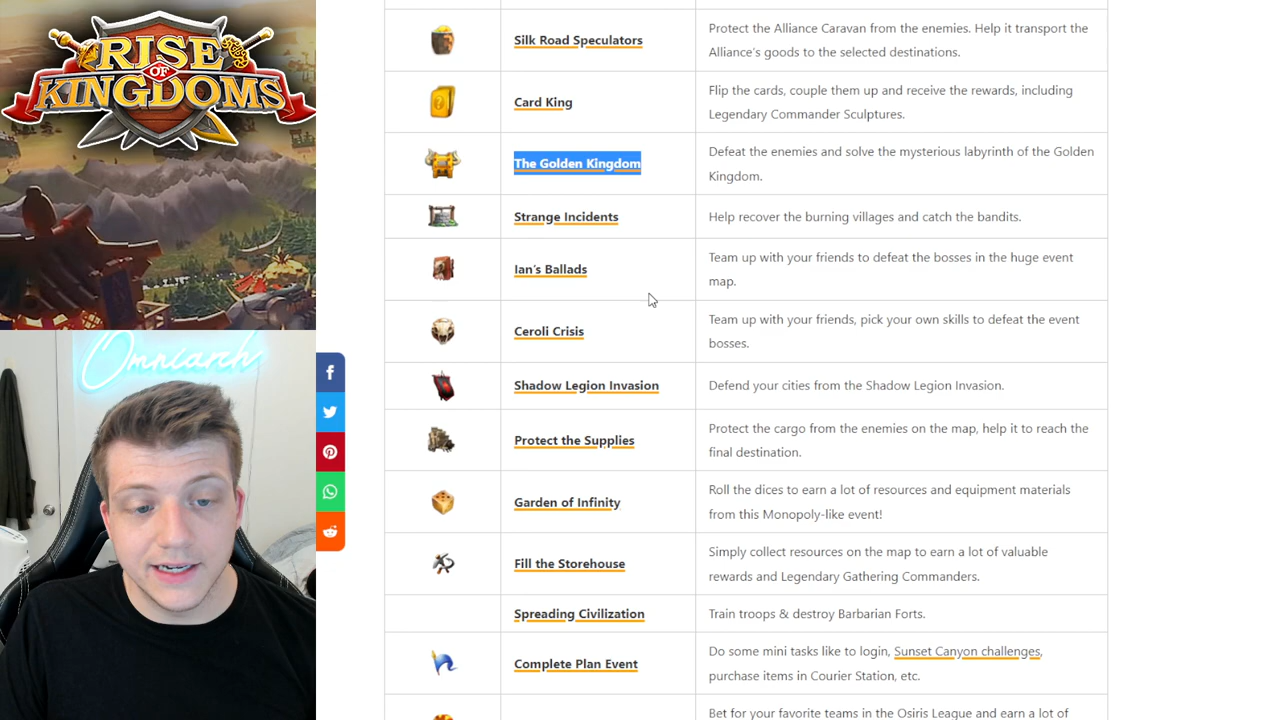 RISE
OF
KINGDOMS
Omniarch
Silk Road Speculators
Protect the Alliance Caravan from the enemies. Help it transport the
Alliance's goods to the selected destinations.
Card King
Flip the cards, couple them up and receive the rewards, including
Legendary Commander Sculptures.
The Golden Kingdom
Defeat the enemies and solve the mysterious labyrinth of the Golden
Kingdom.
Strange Incidents
Help recover the burning villages and catch the bandits.
Ian's Ballads
Team up with your friends to defeat the bosses in the huge event
map.
Ceroli Crisis
Team up with your friends, pick your own skills to defeat the event
bosses.
Shadow Legion Invasion
Defend your cities from the Shadow Legion Invasion.
Protect the Supplies
Protect the cargo from the enemies on the map, help it to reach the
final destination.
Garden of Infinity
Roll the dices to earn a lot of resources and equipment materials
from this Monopoly-like event!
Fill the Storehouse
Simply collect resources on the map to earn a lot of valuable
rewards and Legendary Gathering Commanders.
Spreading Civilization
Train troops & destroy Barbarian Forts.
Complete Plan Event
Do some mini tasks like to login, Sunset Canyon challenges,
purchase items in Courier Station, etc.
Bet for your favorite teams in the Osiris League and earn a lot of